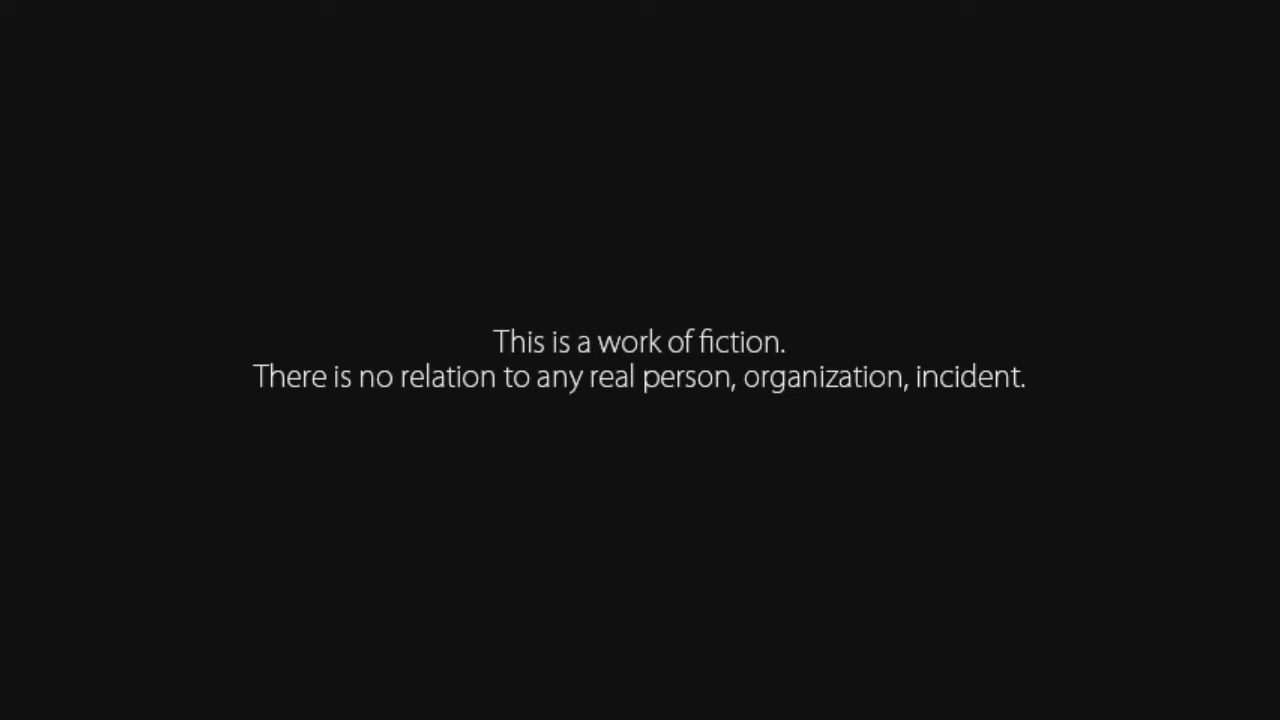 This is a work of fiction.
There is no relation to any real person, organization, incident.